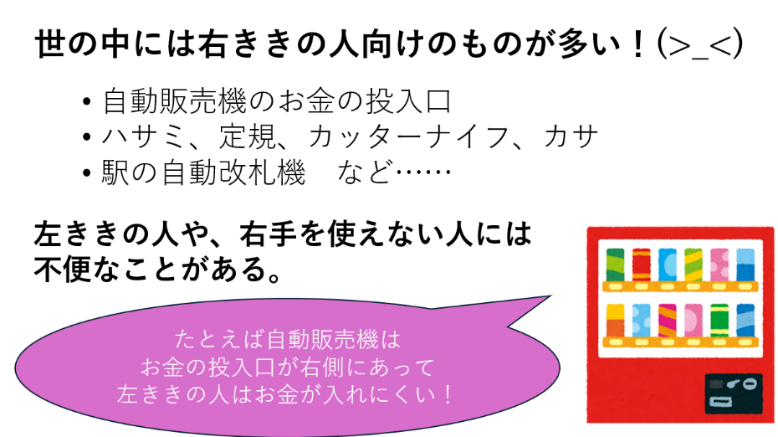 世の中には右ききの人向けのものが多い！(>_<)
• 自動販売機のお金の投入口
• ハサミ、定規、カッターナイフ、カサ
• 駅の自動改札機　など……
左ききの人や、右手を使えない人には
不便なことがある。
たとえば自動販売機は
お金の投入口が右側にあって
左ききの人はお金が入れにくい！